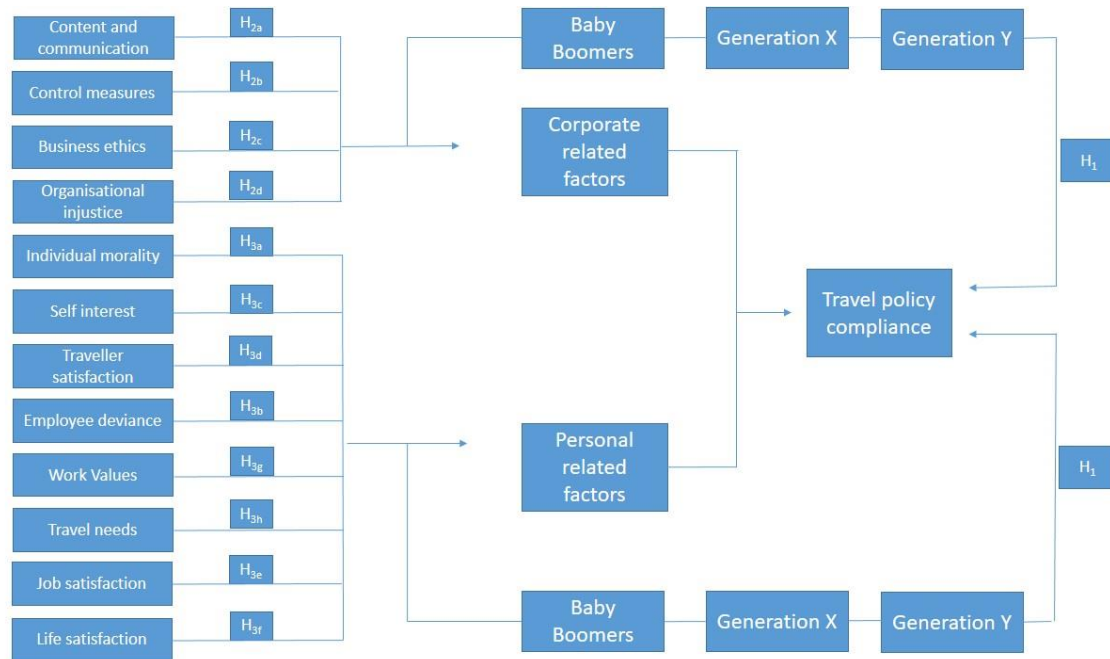 Content and
communication
H2a
Control measures
H2b
Business ethics
H2c
Organisational
injustice
H2d
Individual morality
H3a
Self interest
H3c
Traveller
satisfaction
H3d
Employee deviance
H3b
Work Values
H3g
Travel needs
H3h
Job satisfaction
H3e
Life satisfaction
H3f
Baby
Boomers
Generation X
Generation Y
Corporate
related
factors
H1
Travel policy
compliance
Personal
related
factors
H1
Baby
Boomers
Generation X
Generation Y